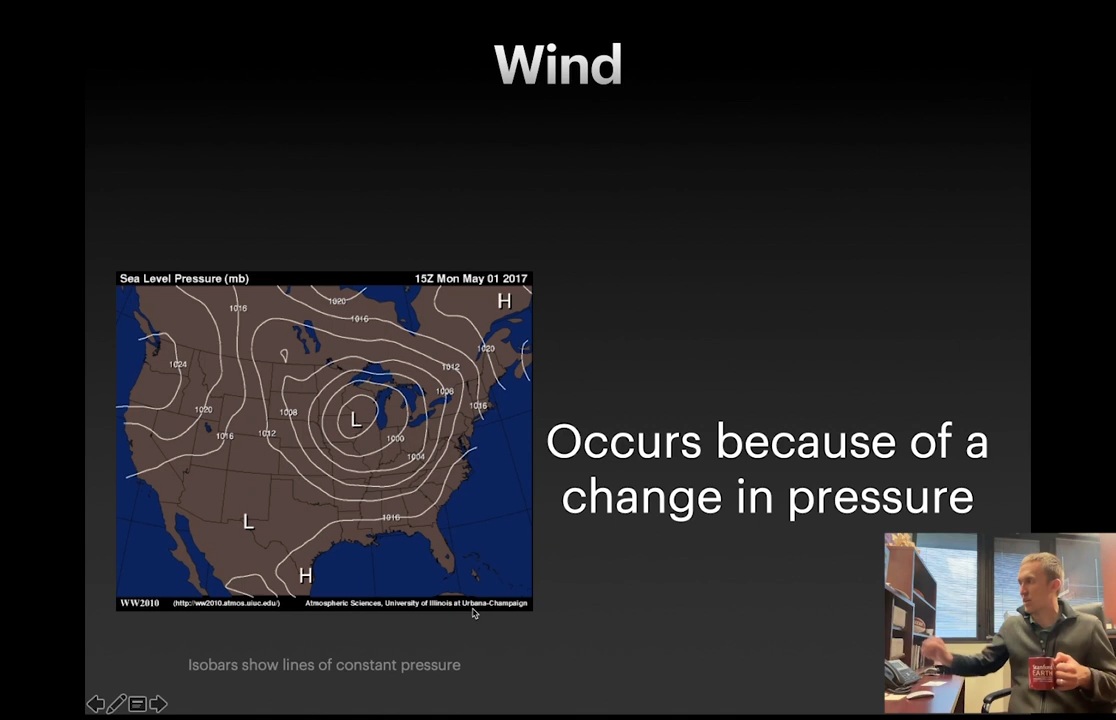 Wind
Sea Level Pressure (mb) 15Z Mon May 01 2017
H
1020
1016
1016
1020
1024
1012
1008
1016
1020
1008
L
1016
1012
1000
1004
L
1016
H
WW2010 (http://ww2010.atmos.uiuc.edu/) Atmospheric Sciences, University of Illinois at Urbana-Champaign
Occurs because of a
change in pressure
Isobars show lines of constant pressure
Stanford
EARTH